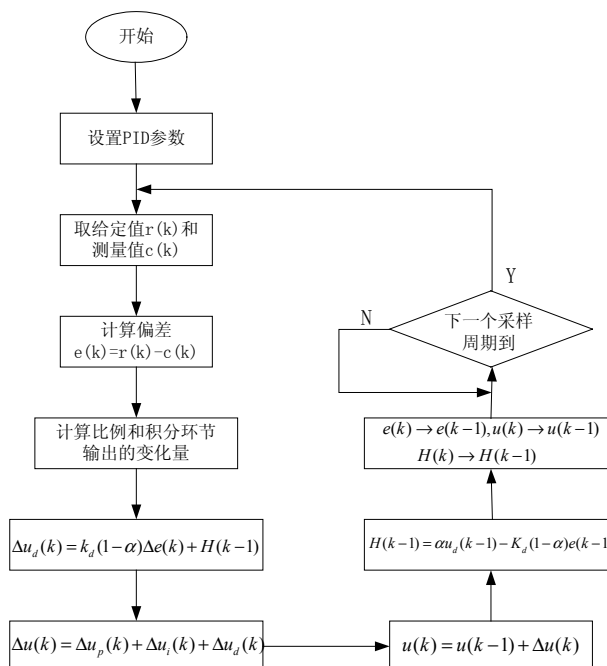 开始
设置PID参数
取给定值r(k)和
测量值c(k)
计算偏差
e(k)=r(k)-c(k)
计算比例和积分环节
输出的变化量
Δu_d(k)=k_d(1-α)Δe(k)+H(k-1)
Δu(k)=Δu_p(k)+Δu_i(k)+Δu_d(k)
u(k)=u(k-1)+Δu(k)
H(k-1)=αu_d(k-1)-K_d(1-α)e(k-1
e(k)→e(k-1),u(k)→u(k-1)
H(k)→H(k-1)
下一个采样
周期到
N
Y